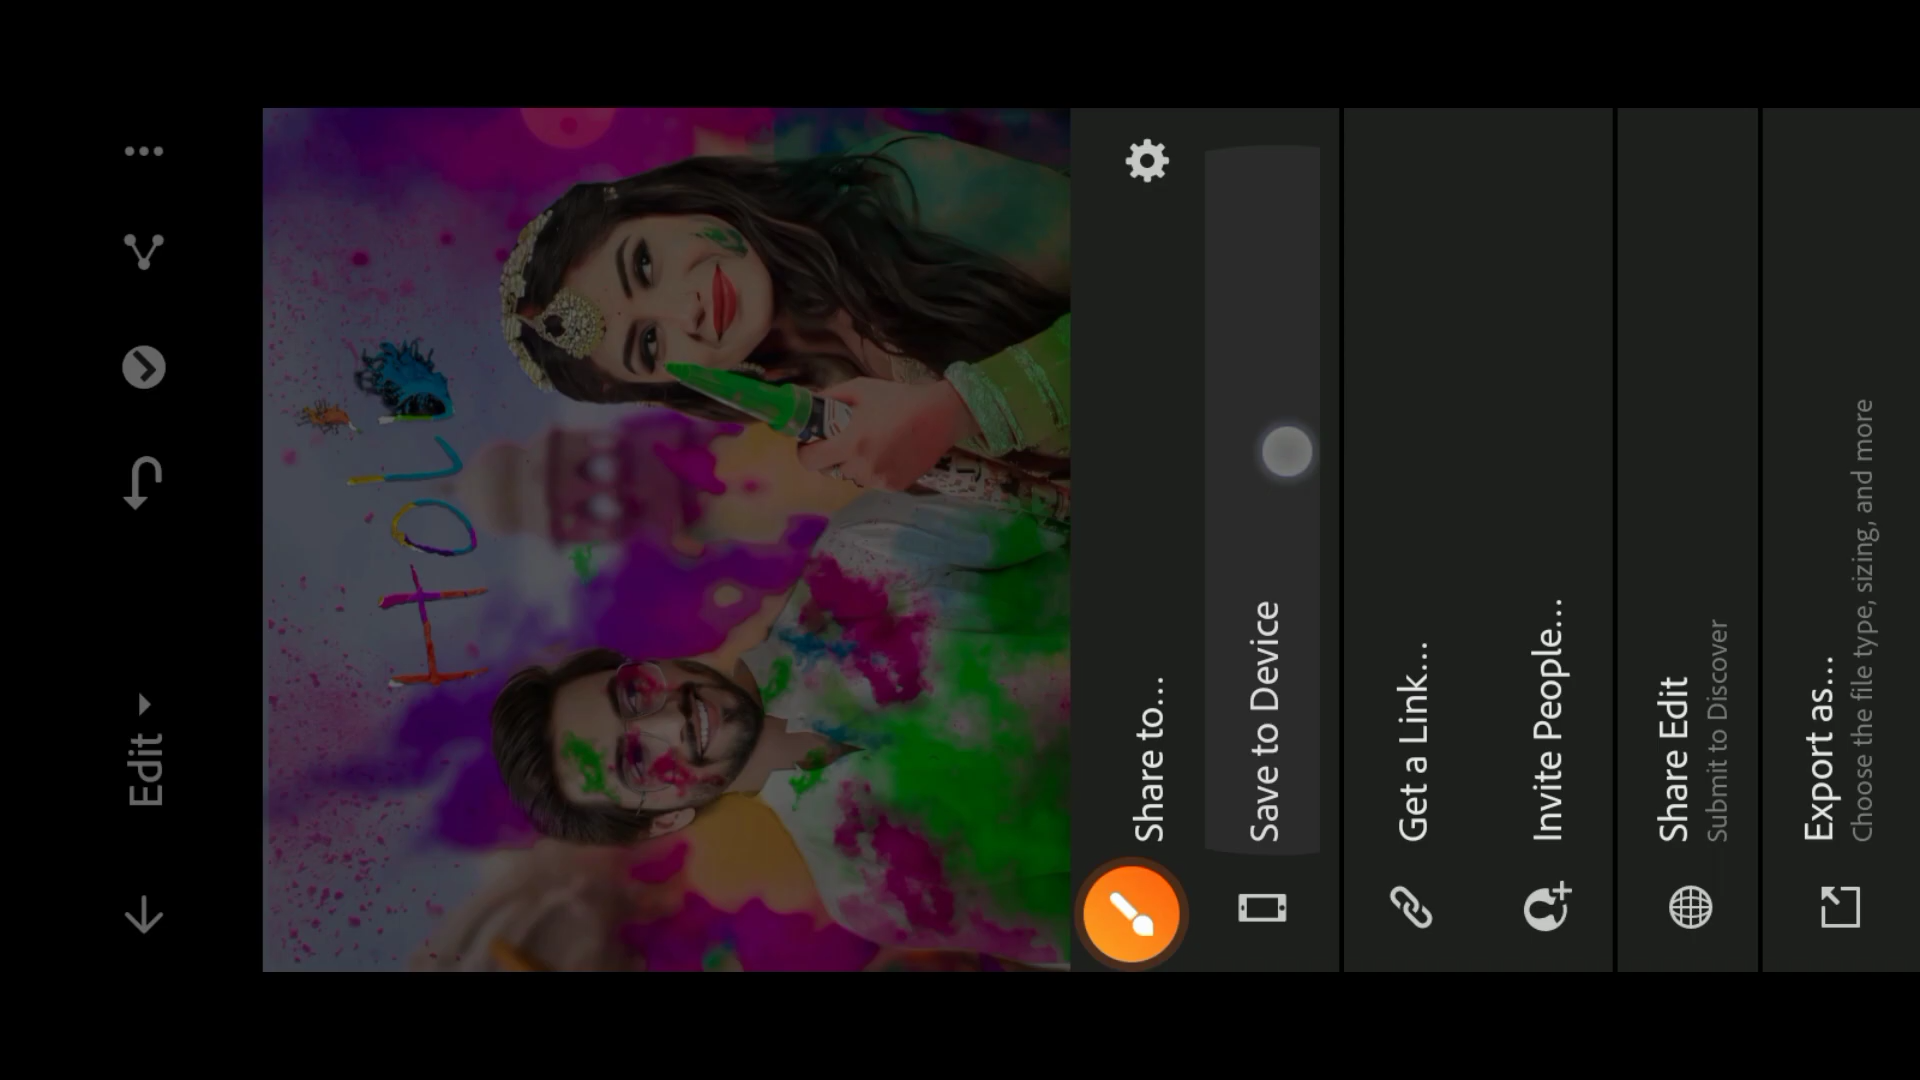 Edit
HOLI
Share to...
Save to Device
Get a Link...
Invite People...
Share Edit
Submit to Discover
Export as...
Choose the file type, sizing, and more